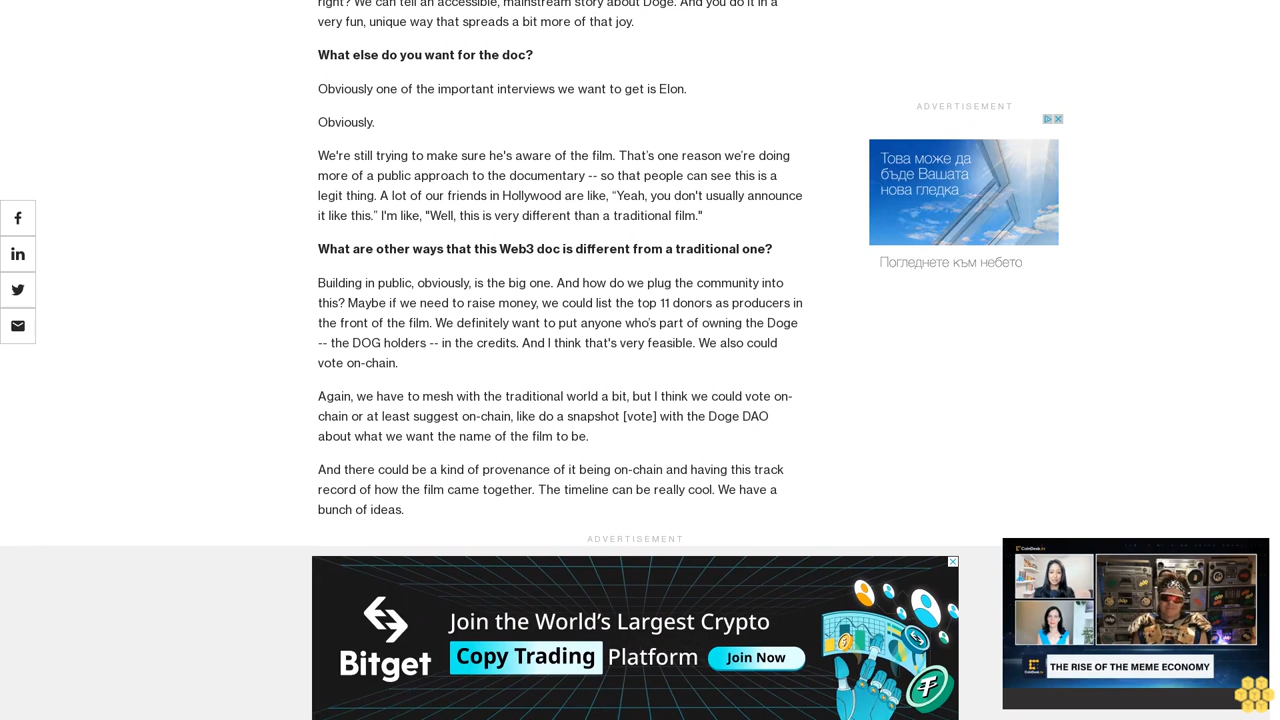 right? We can tell an accessible, mainstream story about Doge. And you do it in a
very fun, unique way that spreads a bit more of that joy.
What else do you want for the doc?
Obviously one of the important interviews we want to get is Elon.
Obviously.
We're still trying to make sure he's aware of the film. That’s one reason we’re doing
more of a public approach to the documentary -- so that people can see this is a
legit thing. A lot of our friends in Hollywood are like, “Yeah, you don't usually announce
it like this.” I'm like, "Well, this is very different than a traditional film."
What are other ways that this Web3 doc is different from a traditional one?
Building in public, obviously, is the big one. And how do we plug the community into
this? Maybe if we need to raise money, we could list the top 11 donors as producers in
the front of the film. We definitely want to put anyone who’s part of owning the Doge
-- the DOG holders -- in the credits. And I think that's very feasible. We also could
vote on-chain.
Again, we have to mesh with the traditional world a bit, but I think we could vote on-
chain or at least suggest on-chain, like do a snapshot [vote] with the Doge DAO
about what we want the name of the film to be.
And there could be a kind of provenance of it being on-chain and having this track
record of how the film came together. The timeline can be really cool. We have a
bunch of ideas.
ADVERTISEMENT
Това може да
бъде Вашата
нова гледка
Погледнете към небето
ADVERTISEMENT
Bitget
Join the World’s Largest Crypto
Copy Trading Platform
Join Now
CoinDesk.tv
CoinDesk.tv
THE RISE OF THE MEME ECONOMY